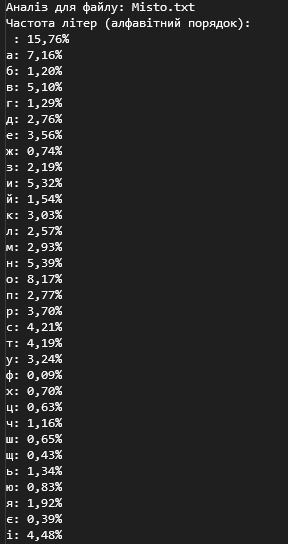 Аналіз для файлу: Misto.txt
Частота літер (алфавітний порядок):
 : 15,76%
а: 7,16%
б: 1,20%
в: 5,10%
г: 1,29%
д: 2,76%
е: 3,56%
ж: 0,74%
з: 2,19%
и: 5,32%
й: 1,54%
к: 3,03%
л: 2,57%
м: 2,93%
н: 5,39%
о: 8,17%
п: 2,77%
р: 3,70%
с: 4,21%
т: 4,19%
у: 3,24%
ф: 0,09%
х: 0,70%
ц: 0,63%
ч: 1,16%
ш: 0,65%
щ: 0,43%
ь: 1,34%
ю: 0,83%
я: 1,92%
є: 0,39%
і: 4,48%